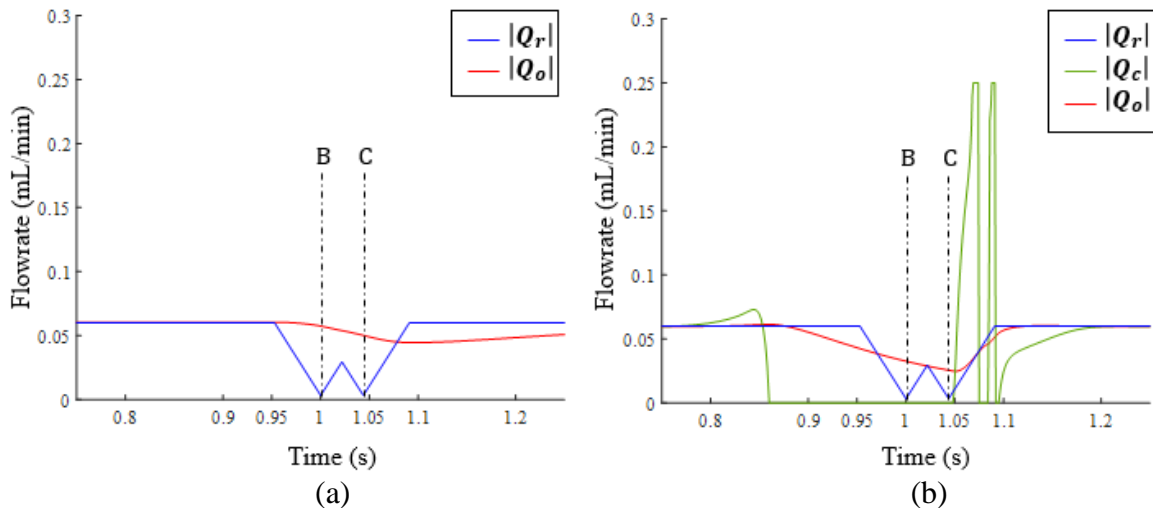 0.3
0.25
0.2
0.15
0.1
0.05
0
Flowrate (mL/min)
|Qr|
|Qo|
B C
0.8 0.9 0.95 1 1.05 1.1 1.2
Time (s)
(a)
0.3
0.25
0.2
0.15
0.1
0.05
0
Flowrate (mL/min)
|Qr|
|Qc|
|Qo|
B C
0.8 0.9 0.95 1 1.05 1.1 1.2
Time (s)
(b)